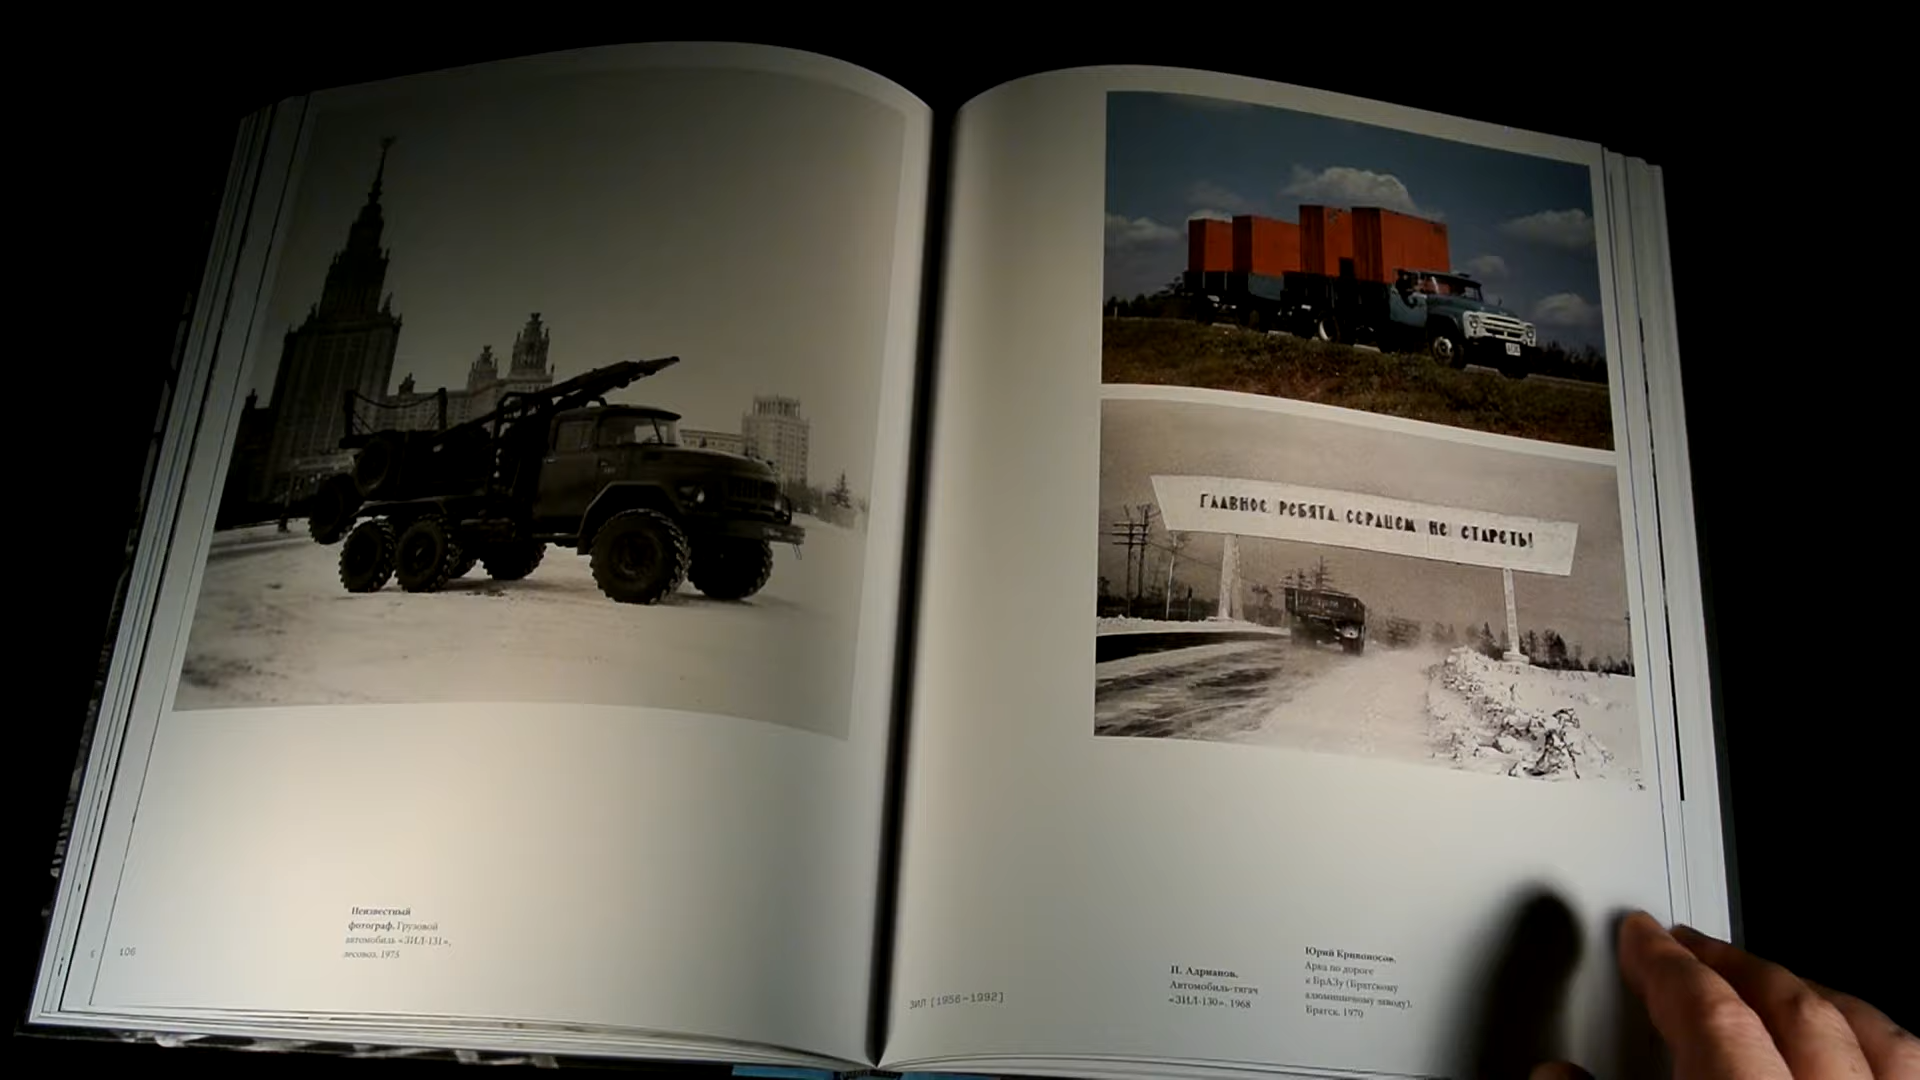 Неизвестный
фотограф. Грузовой
автомобиль «ЗИЛ-131»,
лесовоз. 1975
106
ГЛАВНОЕ, РЕБЯТА, СЕРДЦЕМ НЕ СТАРЕТЬ!
ЗИЛ [1956–1992]
П. Адрианов.
Автомобиль-тягач
«ЗИЛ-130». 1968
Юрий Кривоносов.
Арка по дороге
к БрАЗу (Братскому
алюминиевому заводу).
Братск. 1970